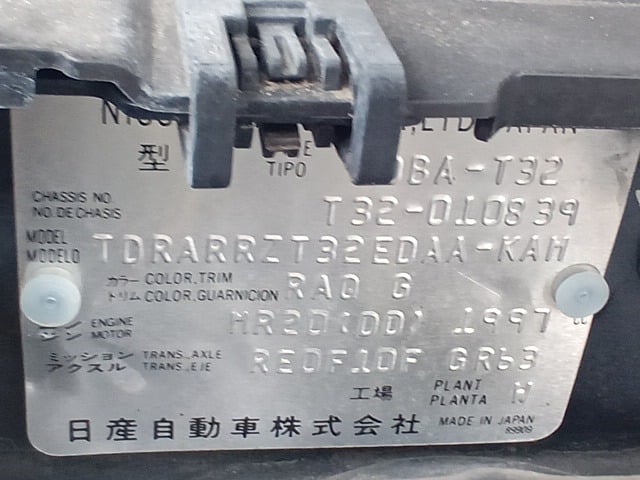 型 TIPO DBA-T32
CHASSIS NO.
NO. DE CHASIS T32-010839
MODEL
MODELO TDRARRZT32EDAA-KAH
カラー COLOR,TRIM
トリム COLOR,GUARNICION RAQ G
ENGINE
MOTOR MR20(DD) 1997 cc
ミッション TRANS.,AXLE
アクスル TRANS.,EJE RE0F10F GR63
工場 PLANT
PLANTA W
日産自動車株式会社 MADE IN JAPAN
89909